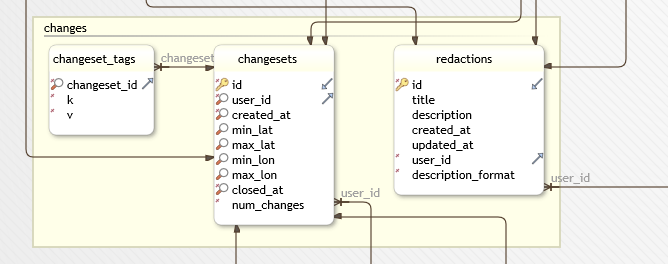 changes
changeset_tags
changeset_id
k
v
changeset
changesets
id
user_id
created_at
min_lat
max_lat
min_lon
max_lon
closed_at
num_changes
user_id
redactions
id
title
description
created_at
updated_at
user_id
description_format
user_id